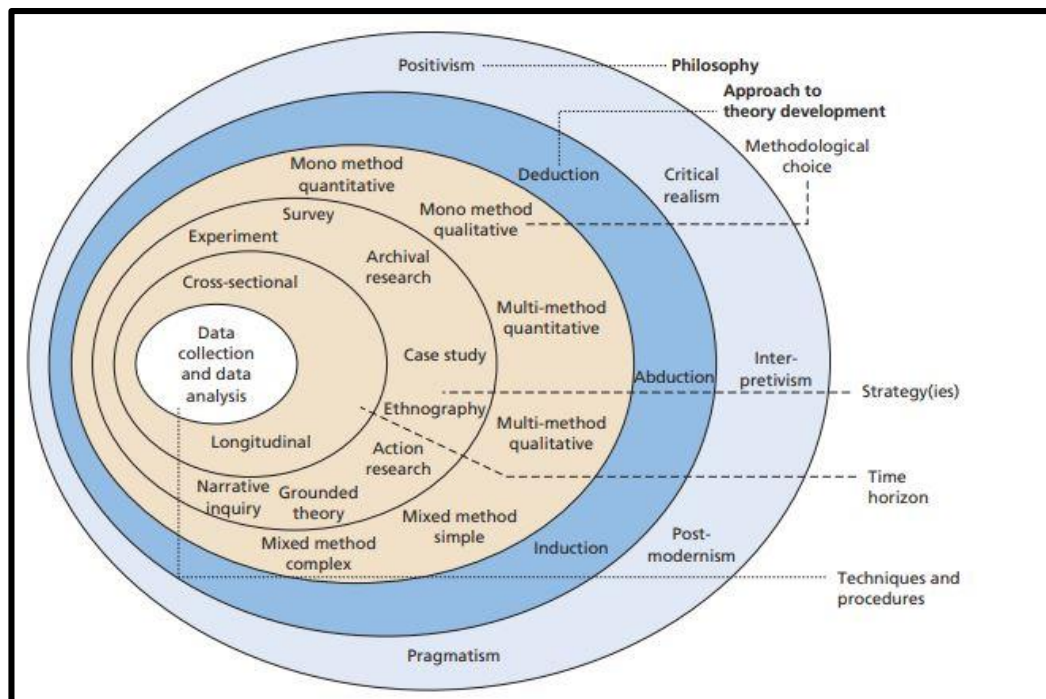 Positivism
Philosophy
Approach to
theory development
Methodological
choice
Mono method
quantitative
Deduction
Critical
realism
Survey
Mono method
qualitative
Experiment
Archival
research
Cross-sectional
Multi-method
quantitative
Data
collection
and data
analysis
Case study
Abduction
Inter-
pretivism
Strategy(ies)
Ethnography
Multi-method
qualitative
Longitudinal
Action
research
Time
horizon
Narrative
inquiry
Grounded
theory
Mixed method
simple
Mixed method
complex
Induction
Post-
modernism
Techniques and
procedures
Pragmatism